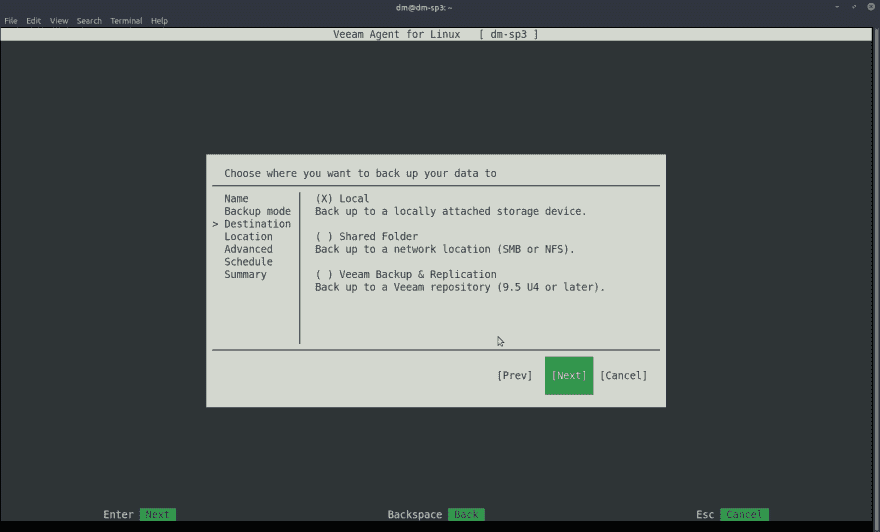 dm@dm-sp3: ~
File Edit View Search Terminal Help
Veeam Agent for Linux [ dm-sp3 ]
Choose where you want to back up your data to
Name
Backup mode
> Destination
Location
Advanced
Schedule
Summary
(X) Local
Back up to a locally attached storage device.
( ) Shared Folder
Back up to a network location (SMB or NFS).
( ) Veeam Backup & Replication
Back up to a Veeam repository (9.5 U4 or later).
[Prev] [Next] [Cancel]
Enter Next Backspace Back Esc Cancel